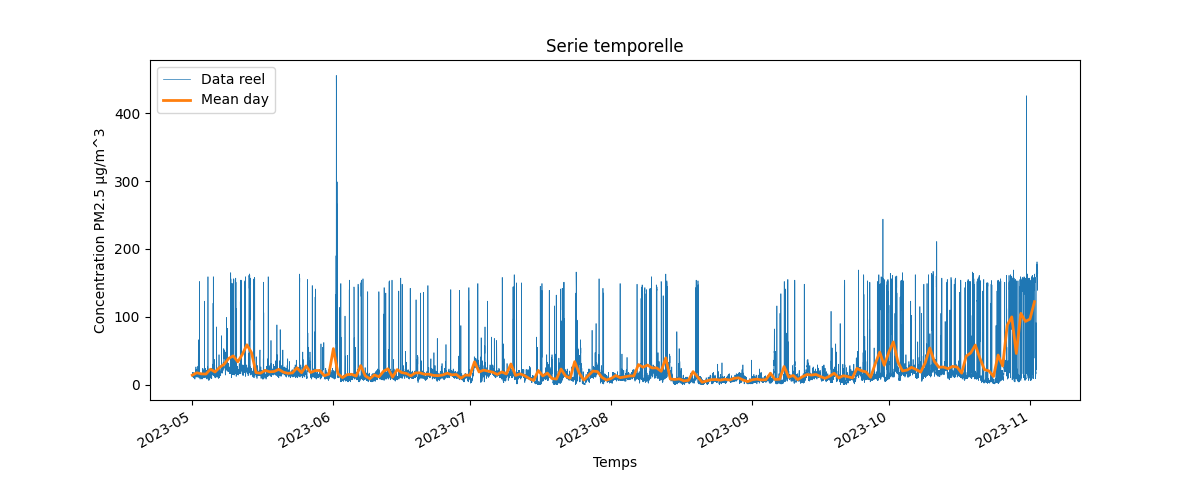 Serie temporelle
Data reel
Mean day
Concentration PM2.5 µg/m^3
400
300
200
100
0
2023-05
2023-06
2023-07
2023-08
2023-09
2023-10
2023-11
Temps